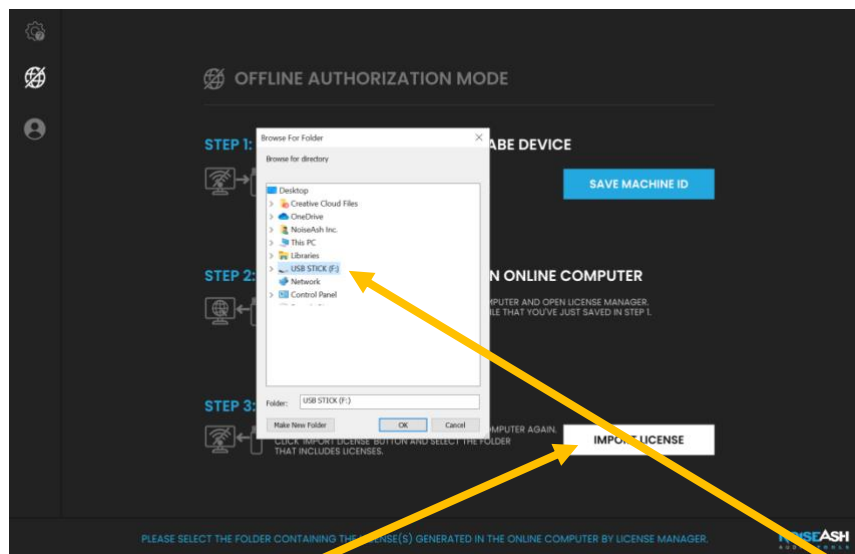 OFFLINE AUTHORIZATION MODE
STEP 1:
ABE DEVICE
Browse For Folder
Browse for directory
Desktop
Creative Cloud Files
OneDrive
NoiseAsh Inc.
This PC
Libraries
USB STICK (F:)
Network
Control Panel
Folder: USB STICK (F:)
Make New Folder OK Cancel
SAVE MACHINE ID
STEP 2:
N ONLINE COMPUTER
PUTER AND OPEN LICENSE MANAGER.
LE THAT YOU'VE JUST SAVED IN STEP 1.
STEP 3:
MPUTER AGAIN.
CLICK 'IMPORT LICENSE' BUTTON AND SELECT THE FOLDER
THAT INCLUDES LICENSES.
IMPORT LICENSE
PLEASE SELECT THE FOLDER CONTAINING THE LICENSE(S) GENERATED IN THE ONLINE COMPUTER BY LICENSE MANAGER.
NOISEASH